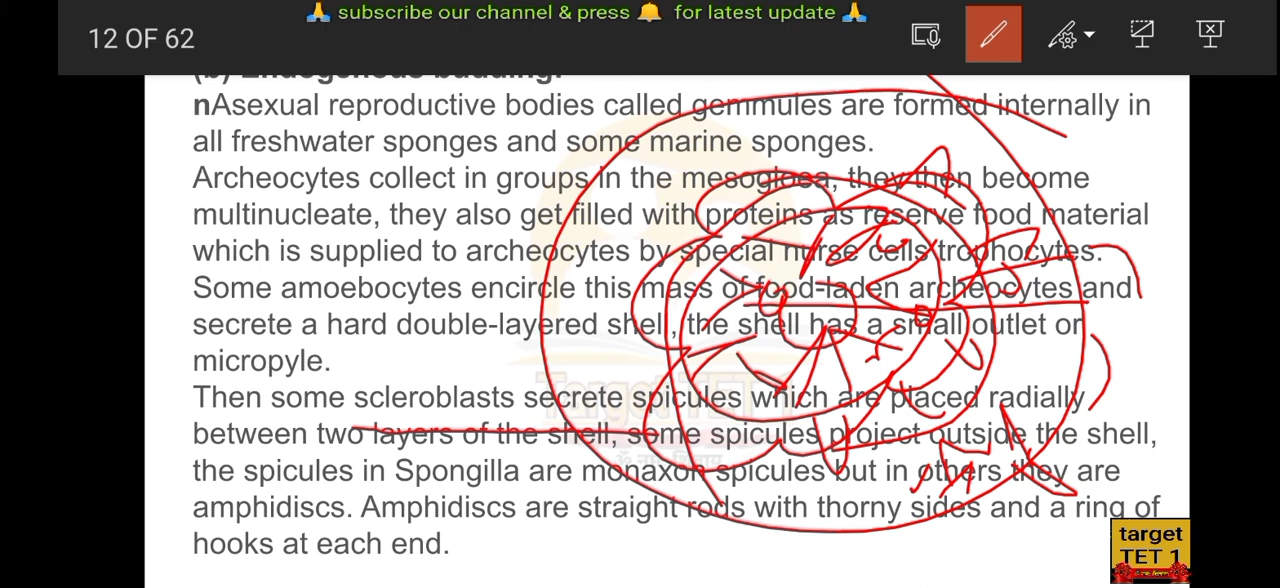 🙏 subscribe our channel & press 🔔 for latest update 🙏
12 OF 62
(b) Endogenous budding:
nAsexual reproductive bodies called gemmules are formed internally in
all freshwater sponges and some marine sponges.
Archeocytes collect in groups in the mesogloea, they then become
multinucleate, they also get filled with proteins as reserve food material
which is supplied to archeocytes by special nurse cells trophocytes.
Some amoebocytes encircle this mass of food-laden archeocytes and
secrete a hard double-layered shell, the shell has a small outlet or
micropyle.
Then some scleroblasts secrete spicules which are placed radially
between two layers of the shell, some spicules project outside the shell,
the spicules in Spongilla are monaxon spicules but in others they are
amphidiscs. Amphidiscs are straight rods with thorny sides and a ring of
hooks at each end.
Target TET 1
target
TET 1